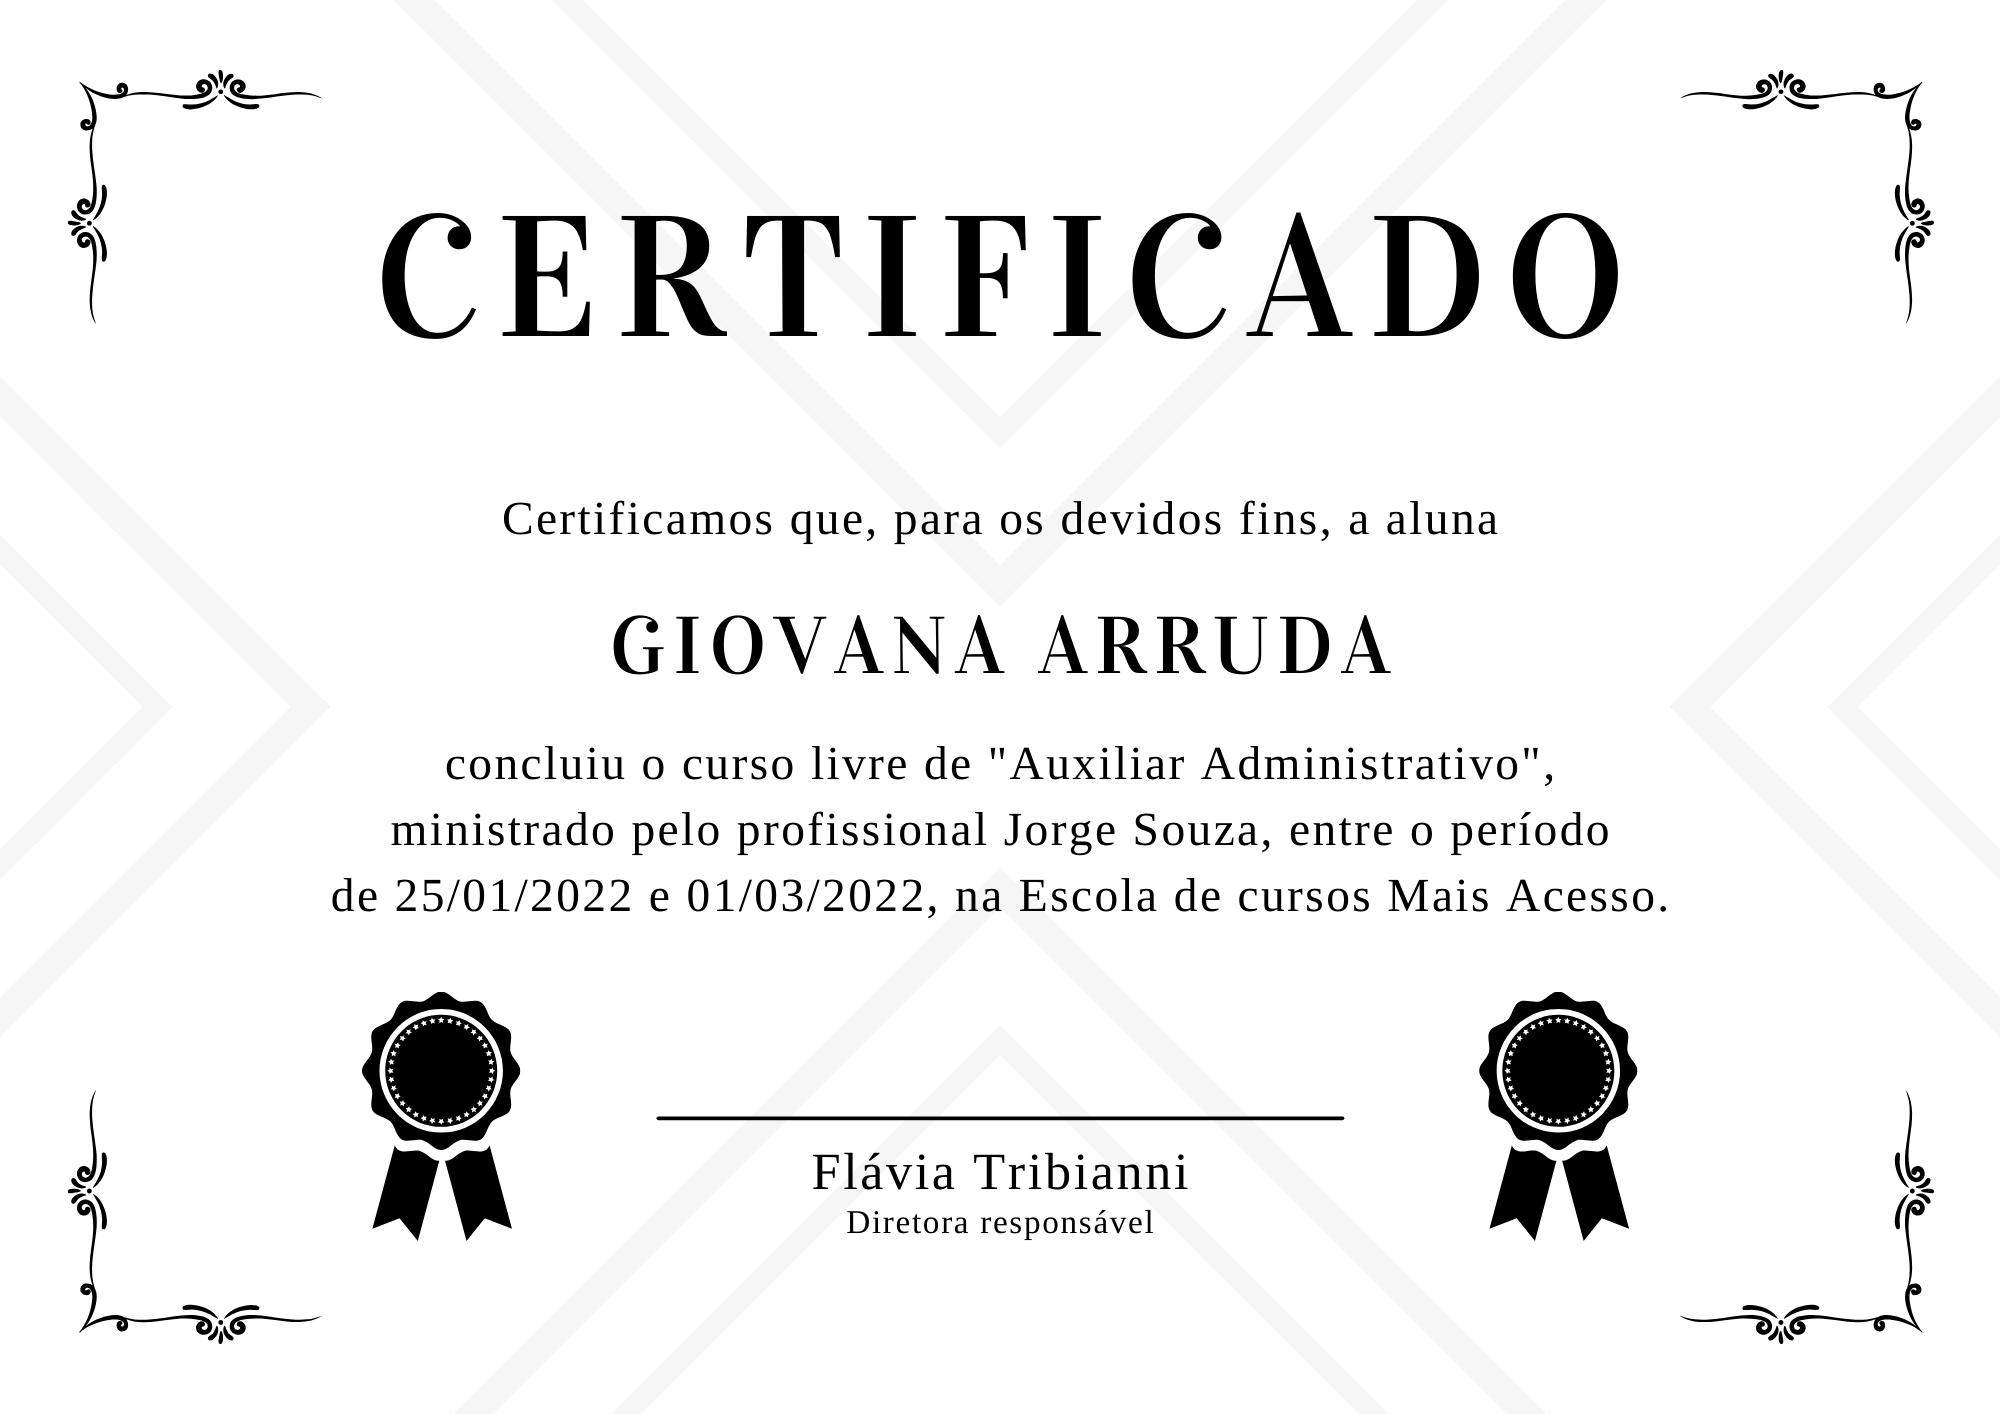 CERTIFICADO
Certificamos que, para os devidos fins, a aluna
GIOVANA ARRUDA
concluiu o curso livre de "Auxiliar Administrativo",
ministrado pelo profissional Jorge Souza, entre o período
de 25/01/2022 e 01/03/2022, na Escola de cursos Mais Acesso.
Flávia Tribianni
Diretora responsável